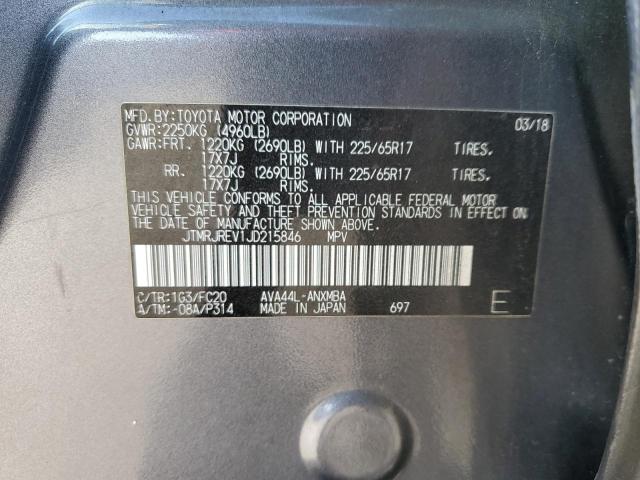 MFD.BY:TOYOTA MOTOR CORPORATION 03/18
GVWR:2250KG (4960LB)
GAWR:FRT. 1220KG (2690LB) WITH 225/65R17 TIRES.
17X7J RIMS.
RR. 1220KG (2690LB) WITH 225/65R17 TIRES.
17X7J RIMS.
THIS VEHICLE CONFORMS TO ALL APPLICABLE FEDERAL MOTOR
VEHICLE SAFETY AND THEFT PREVENTION STANDARDS IN EFFECT ON
THE DATE OF MANUFACTURE SHOWN ABOVE.
JTMRJREV1JD215846 MPV
C/TR:1G3/FC20 AVA44L-ANXMBA
A/TM:-08A/P314 MADE IN JAPAN 697 E